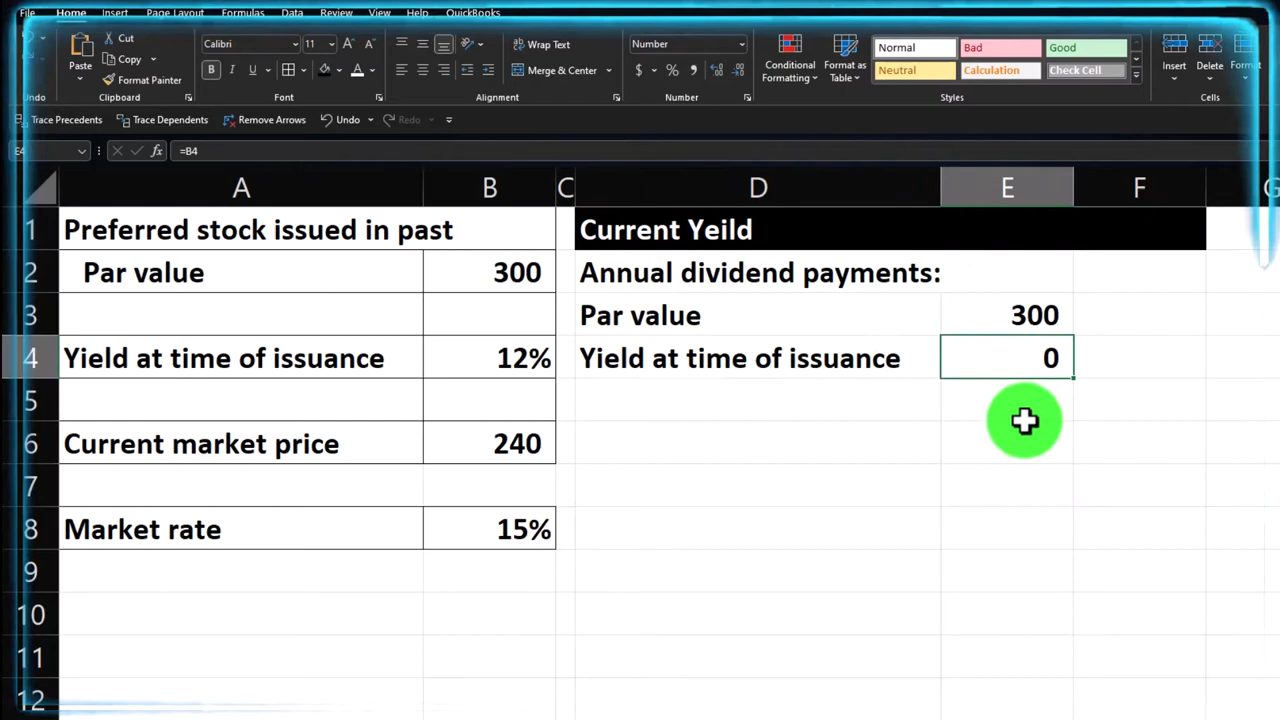 File Home Insert Page Layout Formulas Data Review View Help QuickBooks
Paste Cut Copy Format Painter
Calibri 11 A A
B I U A
Wrap Text
Merge & Center
Number
$ % ,
Conditional Formatting Format as Table
Normal Bad Good
Neutral Calculation Check Cell
Insert Delete Format
Undo Clipboard Font Alignment Number Styles Cells
Trace Precedents Trace Dependents Remove Arrows Undo Redo
E4 fx =B4
A B C D E F G
1 Preferred stock issued in past Current Yeild
2 Par value 300 Annual dividend payments:
3 Par value 300
4 Yield at time of issuance 12% Yield at time of issuance 0
5
6 Current market price 240
7
8 Market rate 15%
9
10
11
12